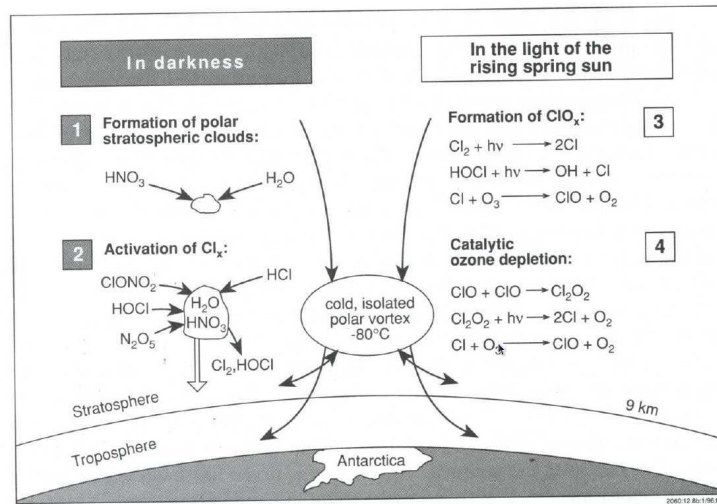 In darkness
In the light of the
rising spring sun
1
Formation of polar
stratospheric clouds:
HNO₃
H₂O
2
Activation of Clₓ:
ClONO₂
HCl
HOCl
H₂O
N₂O₅
HNO₃
Cl₂,HOCl
cold, isolated
polar vortex
-80°C
Formation of ClOₓ:
3
Cl₂ + hν ⟶ 2Cl
HOCl + hν ⟶ OH + Cl
Cl + O₃ ⟶ ClO + O₂
Catalytic
ozone depletion:
4
ClO + ClO ⟶ Cl₂O₂
Cl₂O₂ + hν ⟶ 2Cl + O₂
Cl + O₃ ⟶ ClO + O₂
Stratosphere
9 km
Troposphere
Antarctica